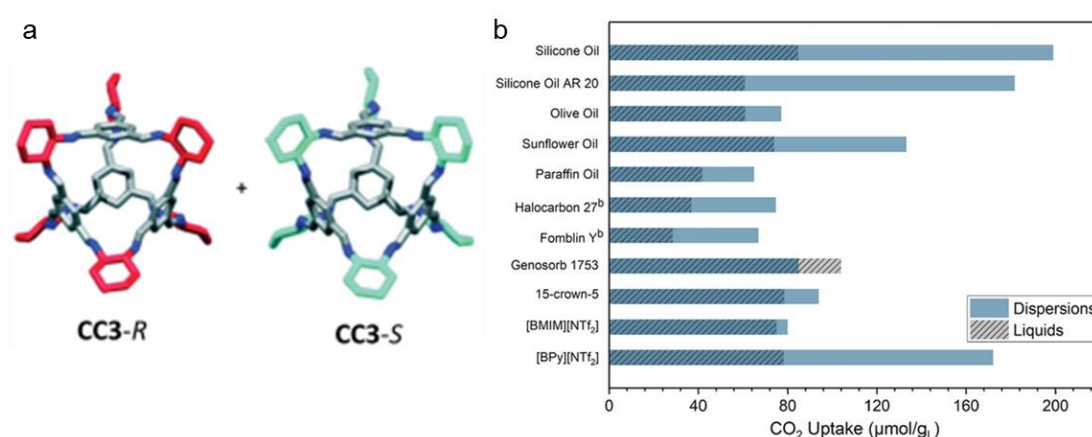 a
CC3-R
+
CC3-S
b
Silicone Oil
Silicone Oil AR 20
Olive Oil
Sunflower Oil
Paraffin Oil
Halocarbon 27ᵇ
Fomblin Yᵇ
Genosorb 1753
15-crown-5
[BMIM][NTf₂]
[BPy][NTf₂]
Dispersions
Liquids
0 40 80 120 160 200
CO₂ Uptake (μmol/gL)